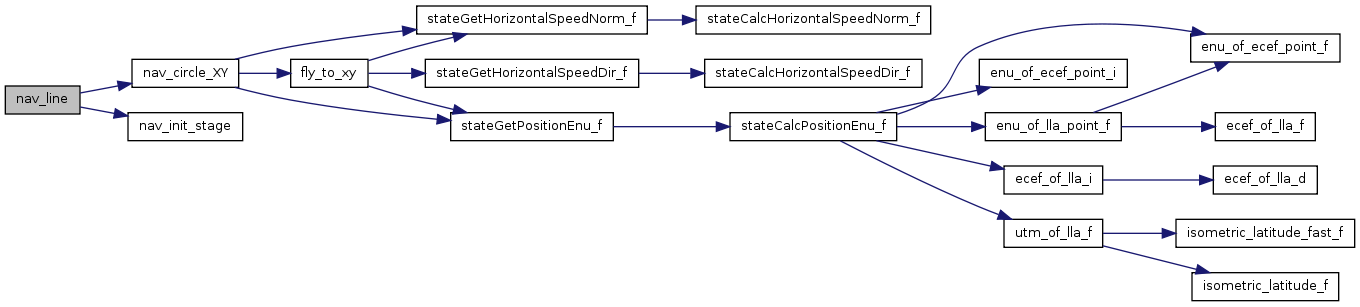 nav_line
nav_circle_XY
nav_init_stage
fly_to_xy
stateGetHorizontalSpeedNorm_f
stateGetHorizontalSpeedDir_f
stateGetPositionEnu_f
stateCalcHorizontalSpeedNorm_f
stateCalcHorizontalSpeedDir_f
stateCalcPositionEnu_f
enu_of_ecef_point_i
enu_of_lla_point_f
ecef_of_lla_i
utm_of_lla_f
enu_of_ecef_point_f
ecef_of_lla_f
ecef_of_lla_d
isometric_latitude_fast_f
isometric_latitude_f